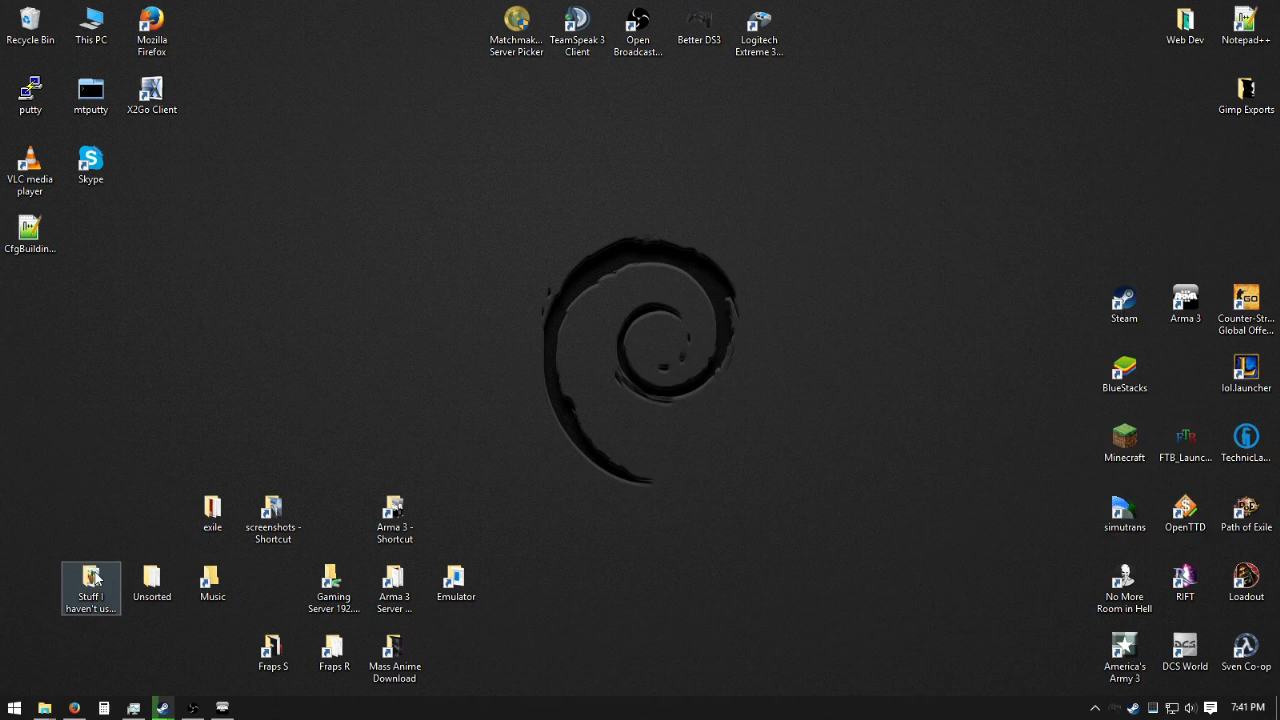 Recycle Bin
This PC
Mozilla
Firefox
Matchmak...
Server Picker
TeamSpeak 3
Client
Open
Broadcast...
Better DS3
Logitech
Extreme 3...
Web Dev
Notepad++
putty
mtputty
X2Go Client
Gimp Exports
VLC media
player
Skype
CfgBuildin...
Steam
Arma 3
Counter-Str...
Global Offe...
BlueStacks
lol.launcher
Minecraft
FTB_Launc...
TechnicLa...
exile
screenshots -
Shortcut
Arma 3 -
Shortcut
simutrans
OpenTTD
Path of Exile
Stuff I
haven't us...
Unsorted
Music
Gaming
Server 192....
Arma 3
Server ...
Emulator
No More
Room in Hell
RIFT
Loadout
Fraps S
Fraps R
Mass Anime
Download
America's
Army 3
DCS World
Sven Co-op
7:41 PM